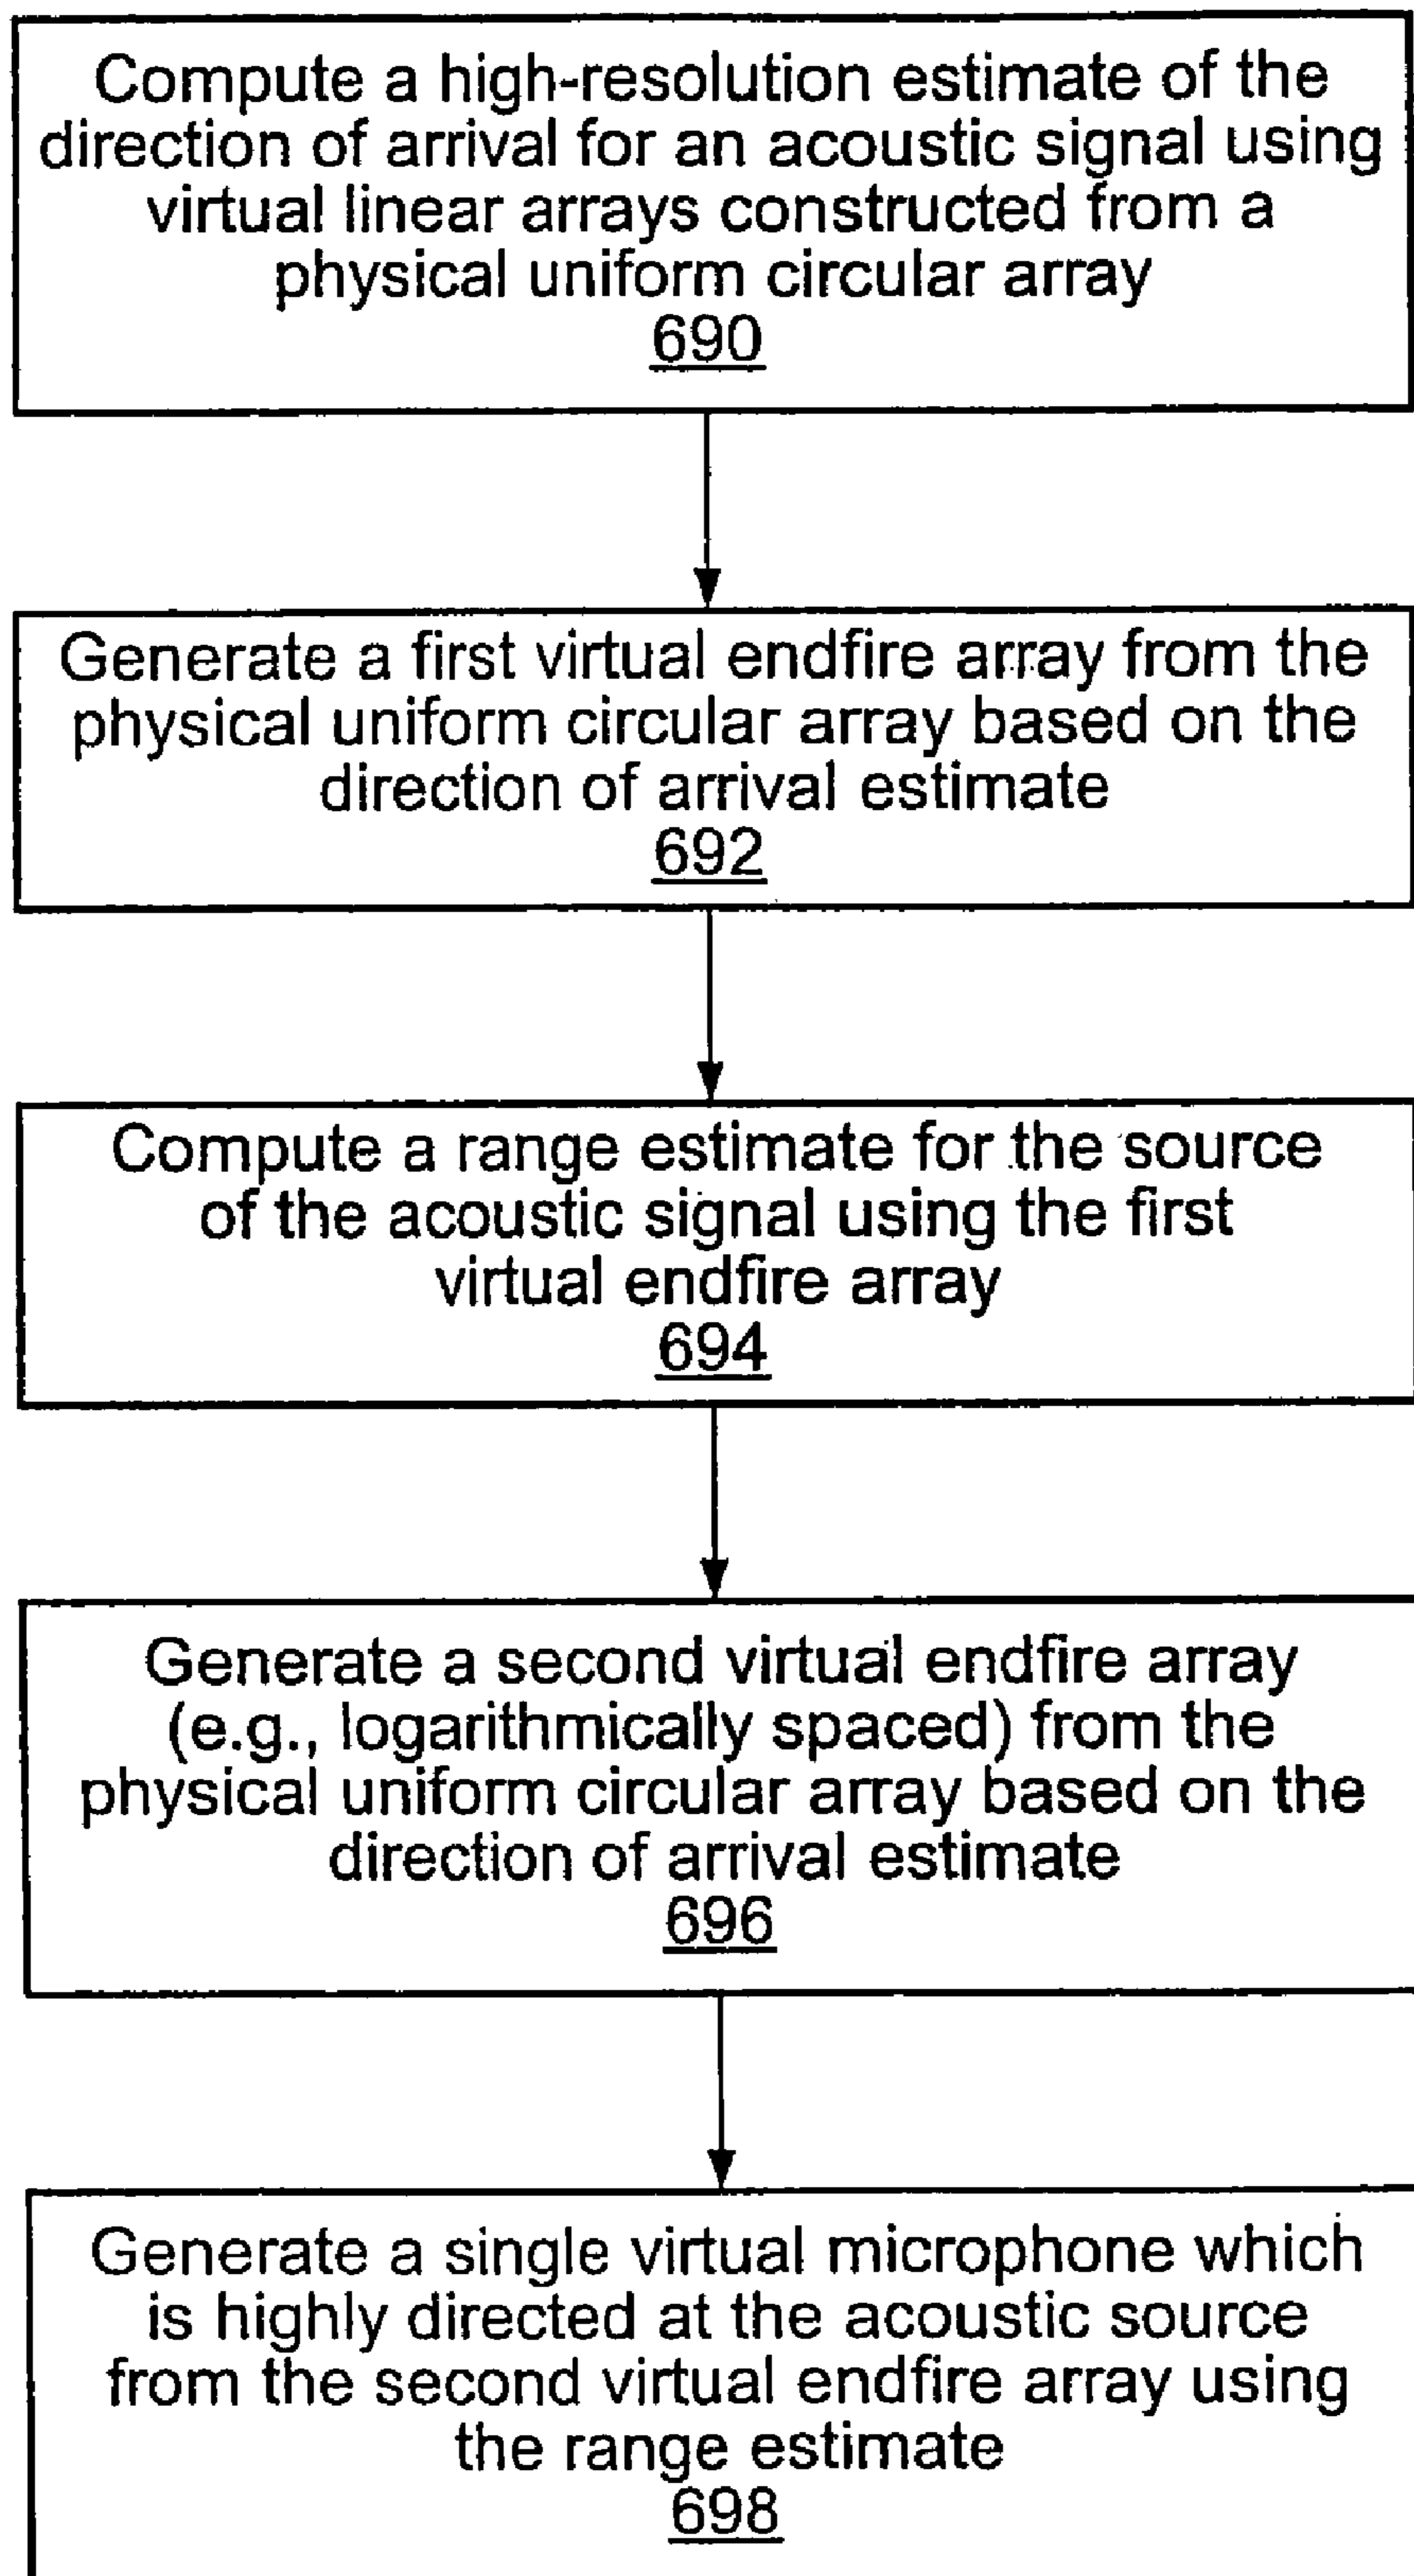 Compute a high-resolution estimate of the
direction of arrival for an acoustic signal using
virtual linear arrays constructed from a
physical uniform circular array
690
Generate a first virtual endfire array from the
physical uniform circular array based on the
direction of arrival estimate
692
Compute a range estimate for the source
of the acoustic signal using the first
virtual endfire array
694
Generate a second virtual endfire array
(e.g., logarithmically spaced) from the
physical uniform circular array based on the
direction of arrival estimate
696
Generate a single virtual microphone which
is highly directed at the acoustic source
from the second virtual endfire array using
the range estimate
698